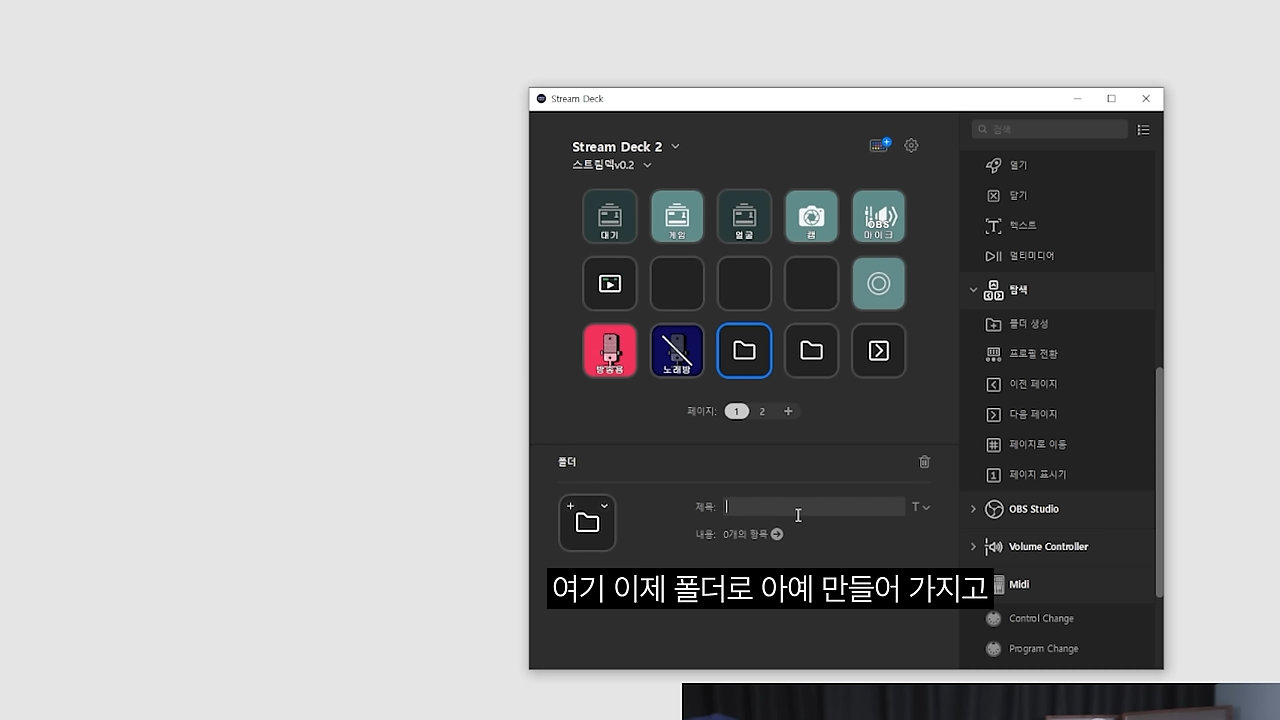 Stream Deck
Stream Deck 2
스트림덱v0.2
검색
대기
게임
얼굴
캠
OBS
마이크
방송용
노래방
페이지:
1
2
+
폴더
제목:
T
내용: 0개의 항목
열기
닫기
텍스트
멀티미디어
탐색
폴더 생성
프로필 전환
이전 페이지
다음 페이지
페이지로 이동
페이지 표시기
OBS Studio
Volume Controller
Midi
Control Change
Program Change
여기 이제 폴더로 아예 만들어 가지고